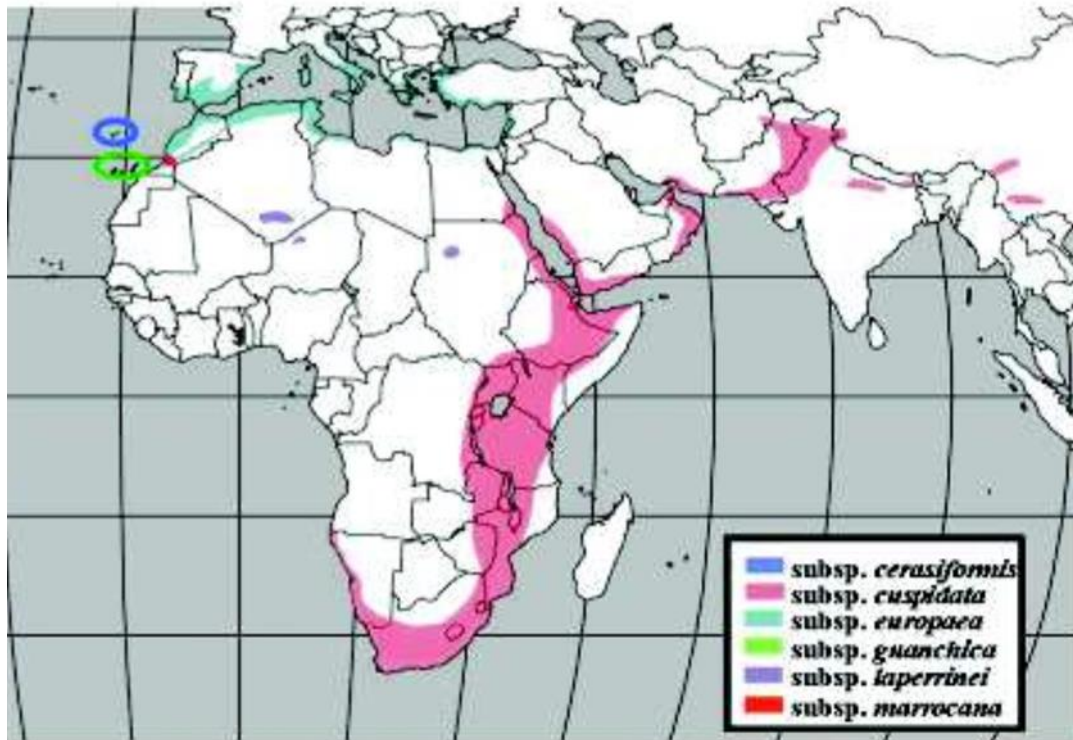 subsp. cerasiformis
subsp. cuspidata
subsp. europaea
subsp. guanchica
subsp. laperrinei
subsp. marrocana